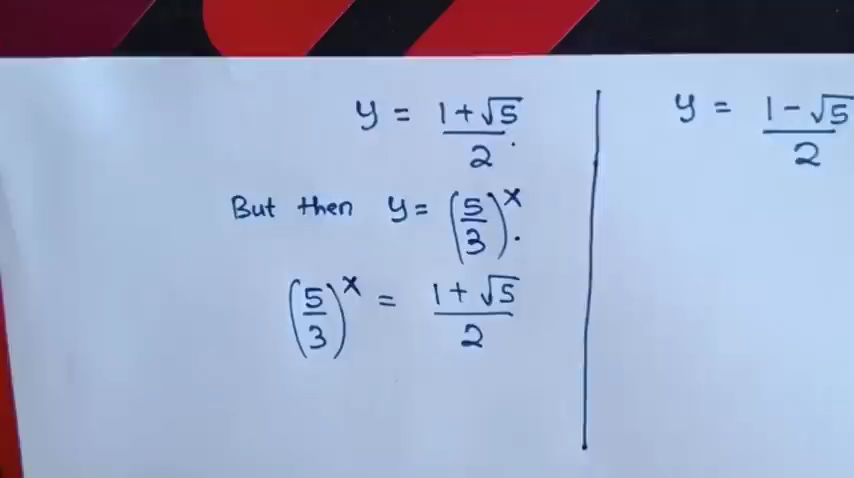 y = (1+√5)/2.
But then y = (5/3)^x.
(5/3)^x = (1+√5)/2
y = (1-√5)/2